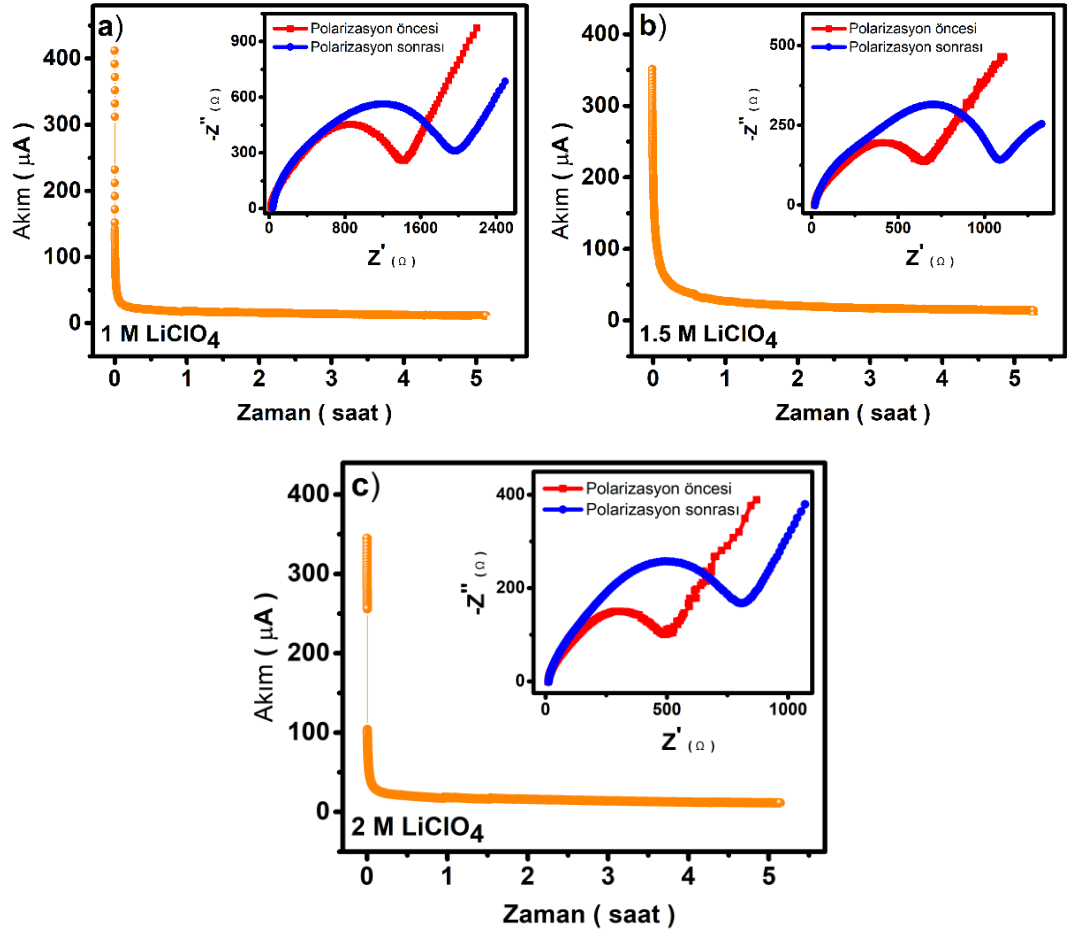 a)
Polarizasyon öncesi
Polarizasyon sonrası
-Z'' (Ω)
900
600
300
0
0 800 1600 2400
Z' (Ω)
Akım ( µA )
400
300
200
100
0
1 M LiClO4
0 1 2 3 4 5
Zaman ( saat )
b)
Polarizasyon öncesi
Polarizasyon sonrası
-Z'' (Ω)
500
250
0
0 500 1000
Z' (Ω)
Akım ( µA )
400
300
200
100
0
1.5 M LiClO4
0 1 2 3 4 5
Zaman ( saat )
c)
Polarizasyon öncesi
Polarizasyon sonrası
-Z'' (Ω)
400
200
0
0 500 1000
Z' (Ω)
Akım ( µA )
400
300
200
100
0
2 M LiClO4
0 1 2 3 4 5
Zaman ( saat )